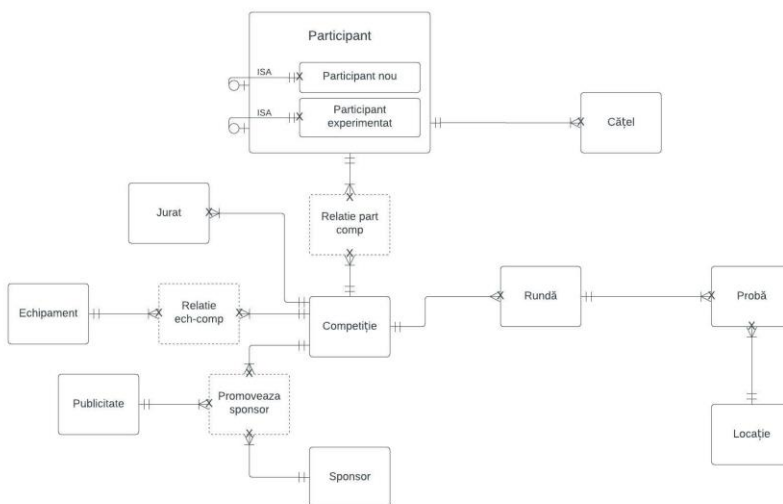 Participant
ISA
Participant nou
ISA
Participant
experimentat
Cățel
Jurat
Relatie part
comp
Echipament
Relatie
ech-comp
Competiție
Rundă
Probă
Publicitate
Promoveaza
sponsor
Locație
Sponsor